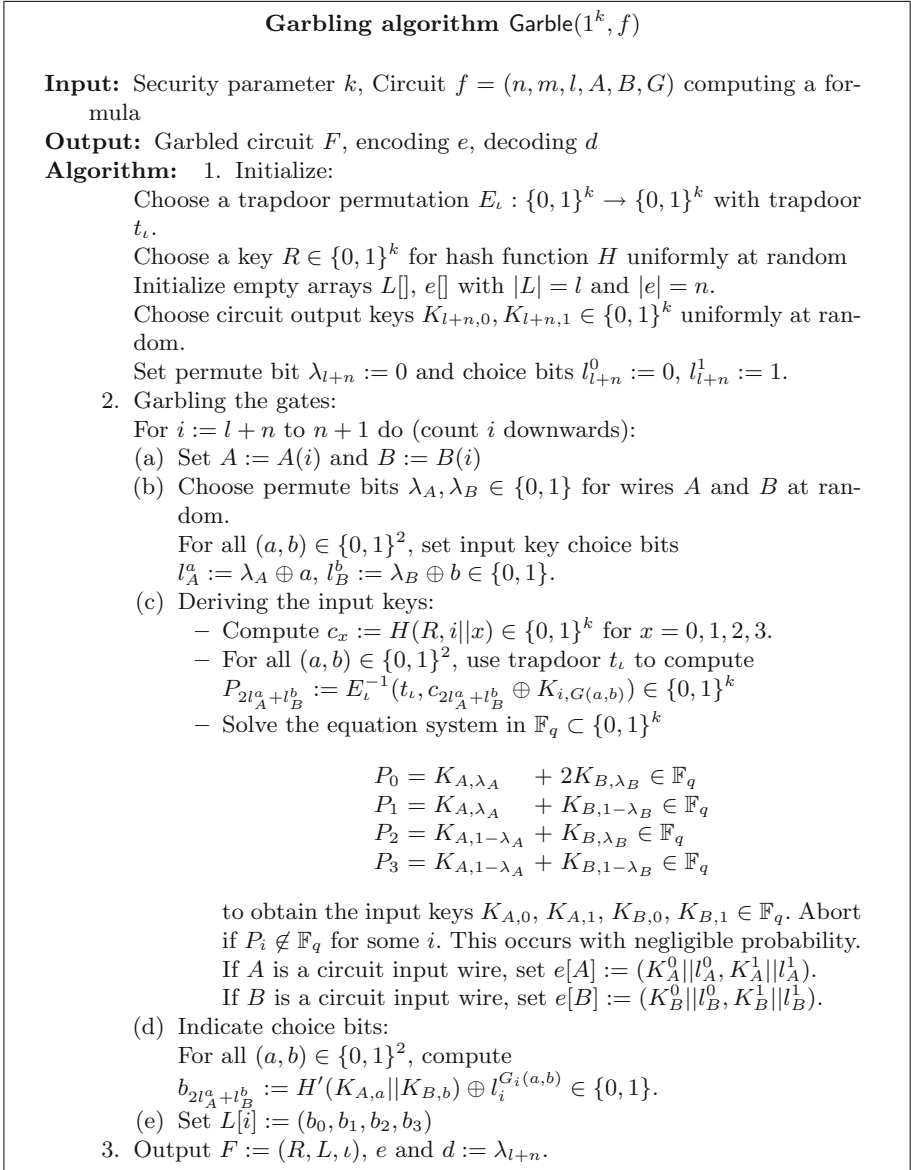 Garbling algorithm Garble(1^k, f)
Input: Security parameter k, Circuit f = (n, m, l, A, B, G) computing a for-
mula
Output: Garbled circuit F, encoding e, decoding d
Algorithm: 1. Initialize:
Choose a trapdoor permutation E_ι : {0, 1}^k → {0, 1}^k with trapdoor
t_ι.
Choose a key R ∈ {0, 1}^k for hash function H uniformly at random
Initialize empty arrays L[], e[] with |L| = l and |e| = n.
Choose circuit output keys K_{l+n,0}, K_{l+n,1} ∈ {0, 1}^k uniformly at ran-
dom.
Set permute bit λ_{l+n} := 0 and choice bits l^0_{l+n} := 0, l^1_{l+n} := 1.
2. Garbling the gates:
For i := l + n to n + 1 do (count i downwards):
(a) Set A := A(i) and B := B(i)
(b) Choose permute bits λ_A, λ_B ∈ {0, 1} for wires A and B at ran-
dom.
For all (a, b) ∈ {0, 1}^2, set input key choice bits
l^a_A := λ_A ⊕ a, l^b_B := λ_B ⊕ b ∈ {0, 1}.
(c) Deriving the input keys:
– Compute c_x := H(R, i||x) ∈ {0, 1}^k for x = 0, 1, 2, 3.
– For all (a, b) ∈ {0, 1}^2, use trapdoor t_ι to compute
P_{2l^a_A+l^b_B} := E_ι^{-1}(t_ι, c_{2l^a_A+l^b_B} ⊕ K_{i,G(a,b)}) ∈ {0, 1}^k
– Solve the equation system in 𝔽_q ⊂ {0, 1}^k
P_0 = K_{A,λ_A} + 2K_{B,λ_B} ∈ 𝔽_q
P_1 = K_{A,λ_A} + K_{B,1−λ_B} ∈ 𝔽_q
P_2 = K_{A,1−λ_A} + K_{B,λ_B} ∈ 𝔽_q
P_3 = K_{A,1−λ_A} + K_{B,1−λ_B} ∈ 𝔽_q
to obtain the input keys K_{A,0}, K_{A,1}, K_{B,0}, K_{B,1} ∈ 𝔽_q. Abort
if P_i ∉ 𝔽_q for some i. This occurs with negligible probability.
If A is a circuit input wire, set e[A] := (K^0_A||l^0_A, K^1_A||l^1_A).
If B is a circuit input wire, set e[B] := (K^0_B||l^0_B, K^1_B||l^1_B).
(d) Indicate choice bits:
For all (a, b) ∈ {0, 1}^2, compute
b_{2l^a_A+l^b_B} := H′(K_{A,a}||K_{B,b}) ⊕ l_i^{G_i(a,b)} ∈ {0, 1}.
(e) Set L[i] := (b_0, b_1, b_2, b_3)
3. Output F := (R, L, ι), e and d := λ_{l+n}.